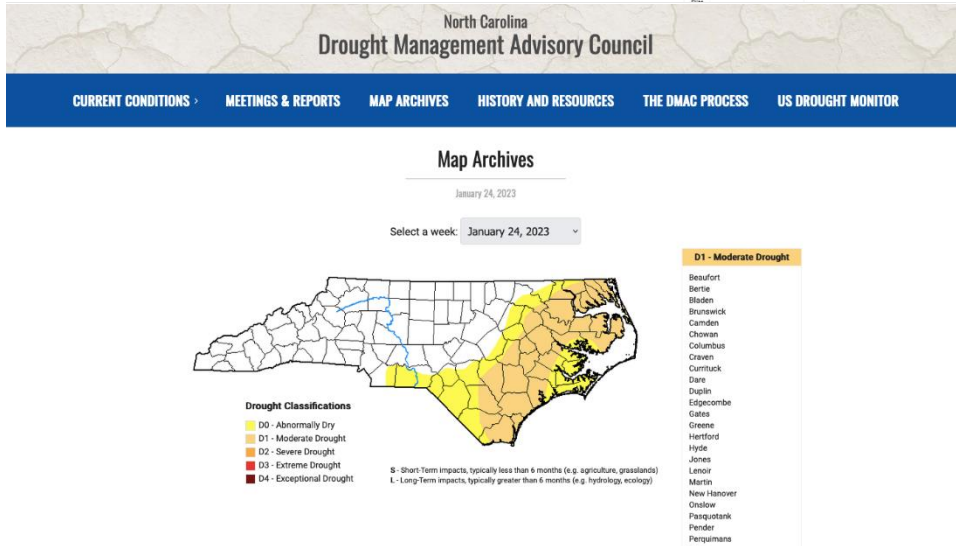 North Carolina
Drought Management Advisory Council
CURRENT CONDITIONS ›
MEETINGS & REPORTS
MAP ARCHIVES
HISTORY AND RESOURCES
THE DMAC PROCESS
US DROUGHT MONITOR
Map Archives
January 24, 2023
Select a week: January 24, 2023
Drought Classifications
D0 - Abnormally Dry
D1 - Moderate Drought
D2 - Severe Drought
D3 - Extreme Drought
D4 - Exceptional Drought
S - Short-Term impacts, typically less than 6 months (e.g. agriculture, grasslands)
L - Long-Term impacts, typically greater than 6 months (e.g. hydrology, ecology)
D1 - Moderate Drought
Beaufort
Bertie
Bladen
Brunswick
Camden
Chowan
Columbus
Craven
Currituck
Dare
Duplin
Edgecombe
Gates
Greene
Hertford
Hyde
Jones
Lenoir
Martin
New Hanover
Onslow
Pasquotank
Pender
Perquimans